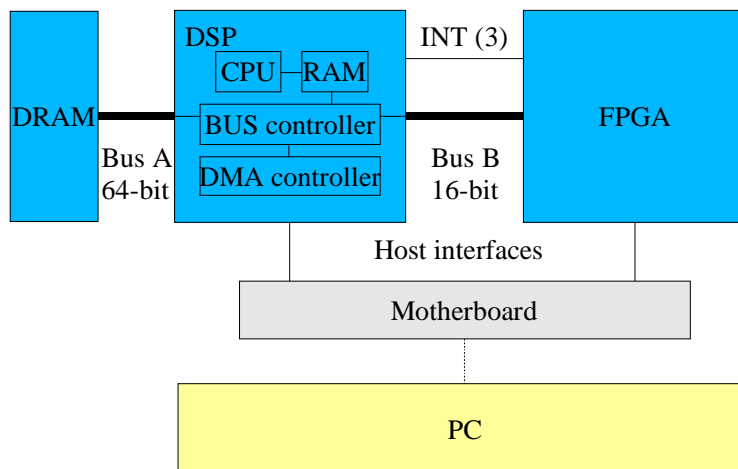 DSP
INT (3)
CPU
RAM
DRAM
BUS controller
FPGA
Bus A
64-bit
DMA controller
Bus B
16-bit
Host interfaces
Motherboard
PC